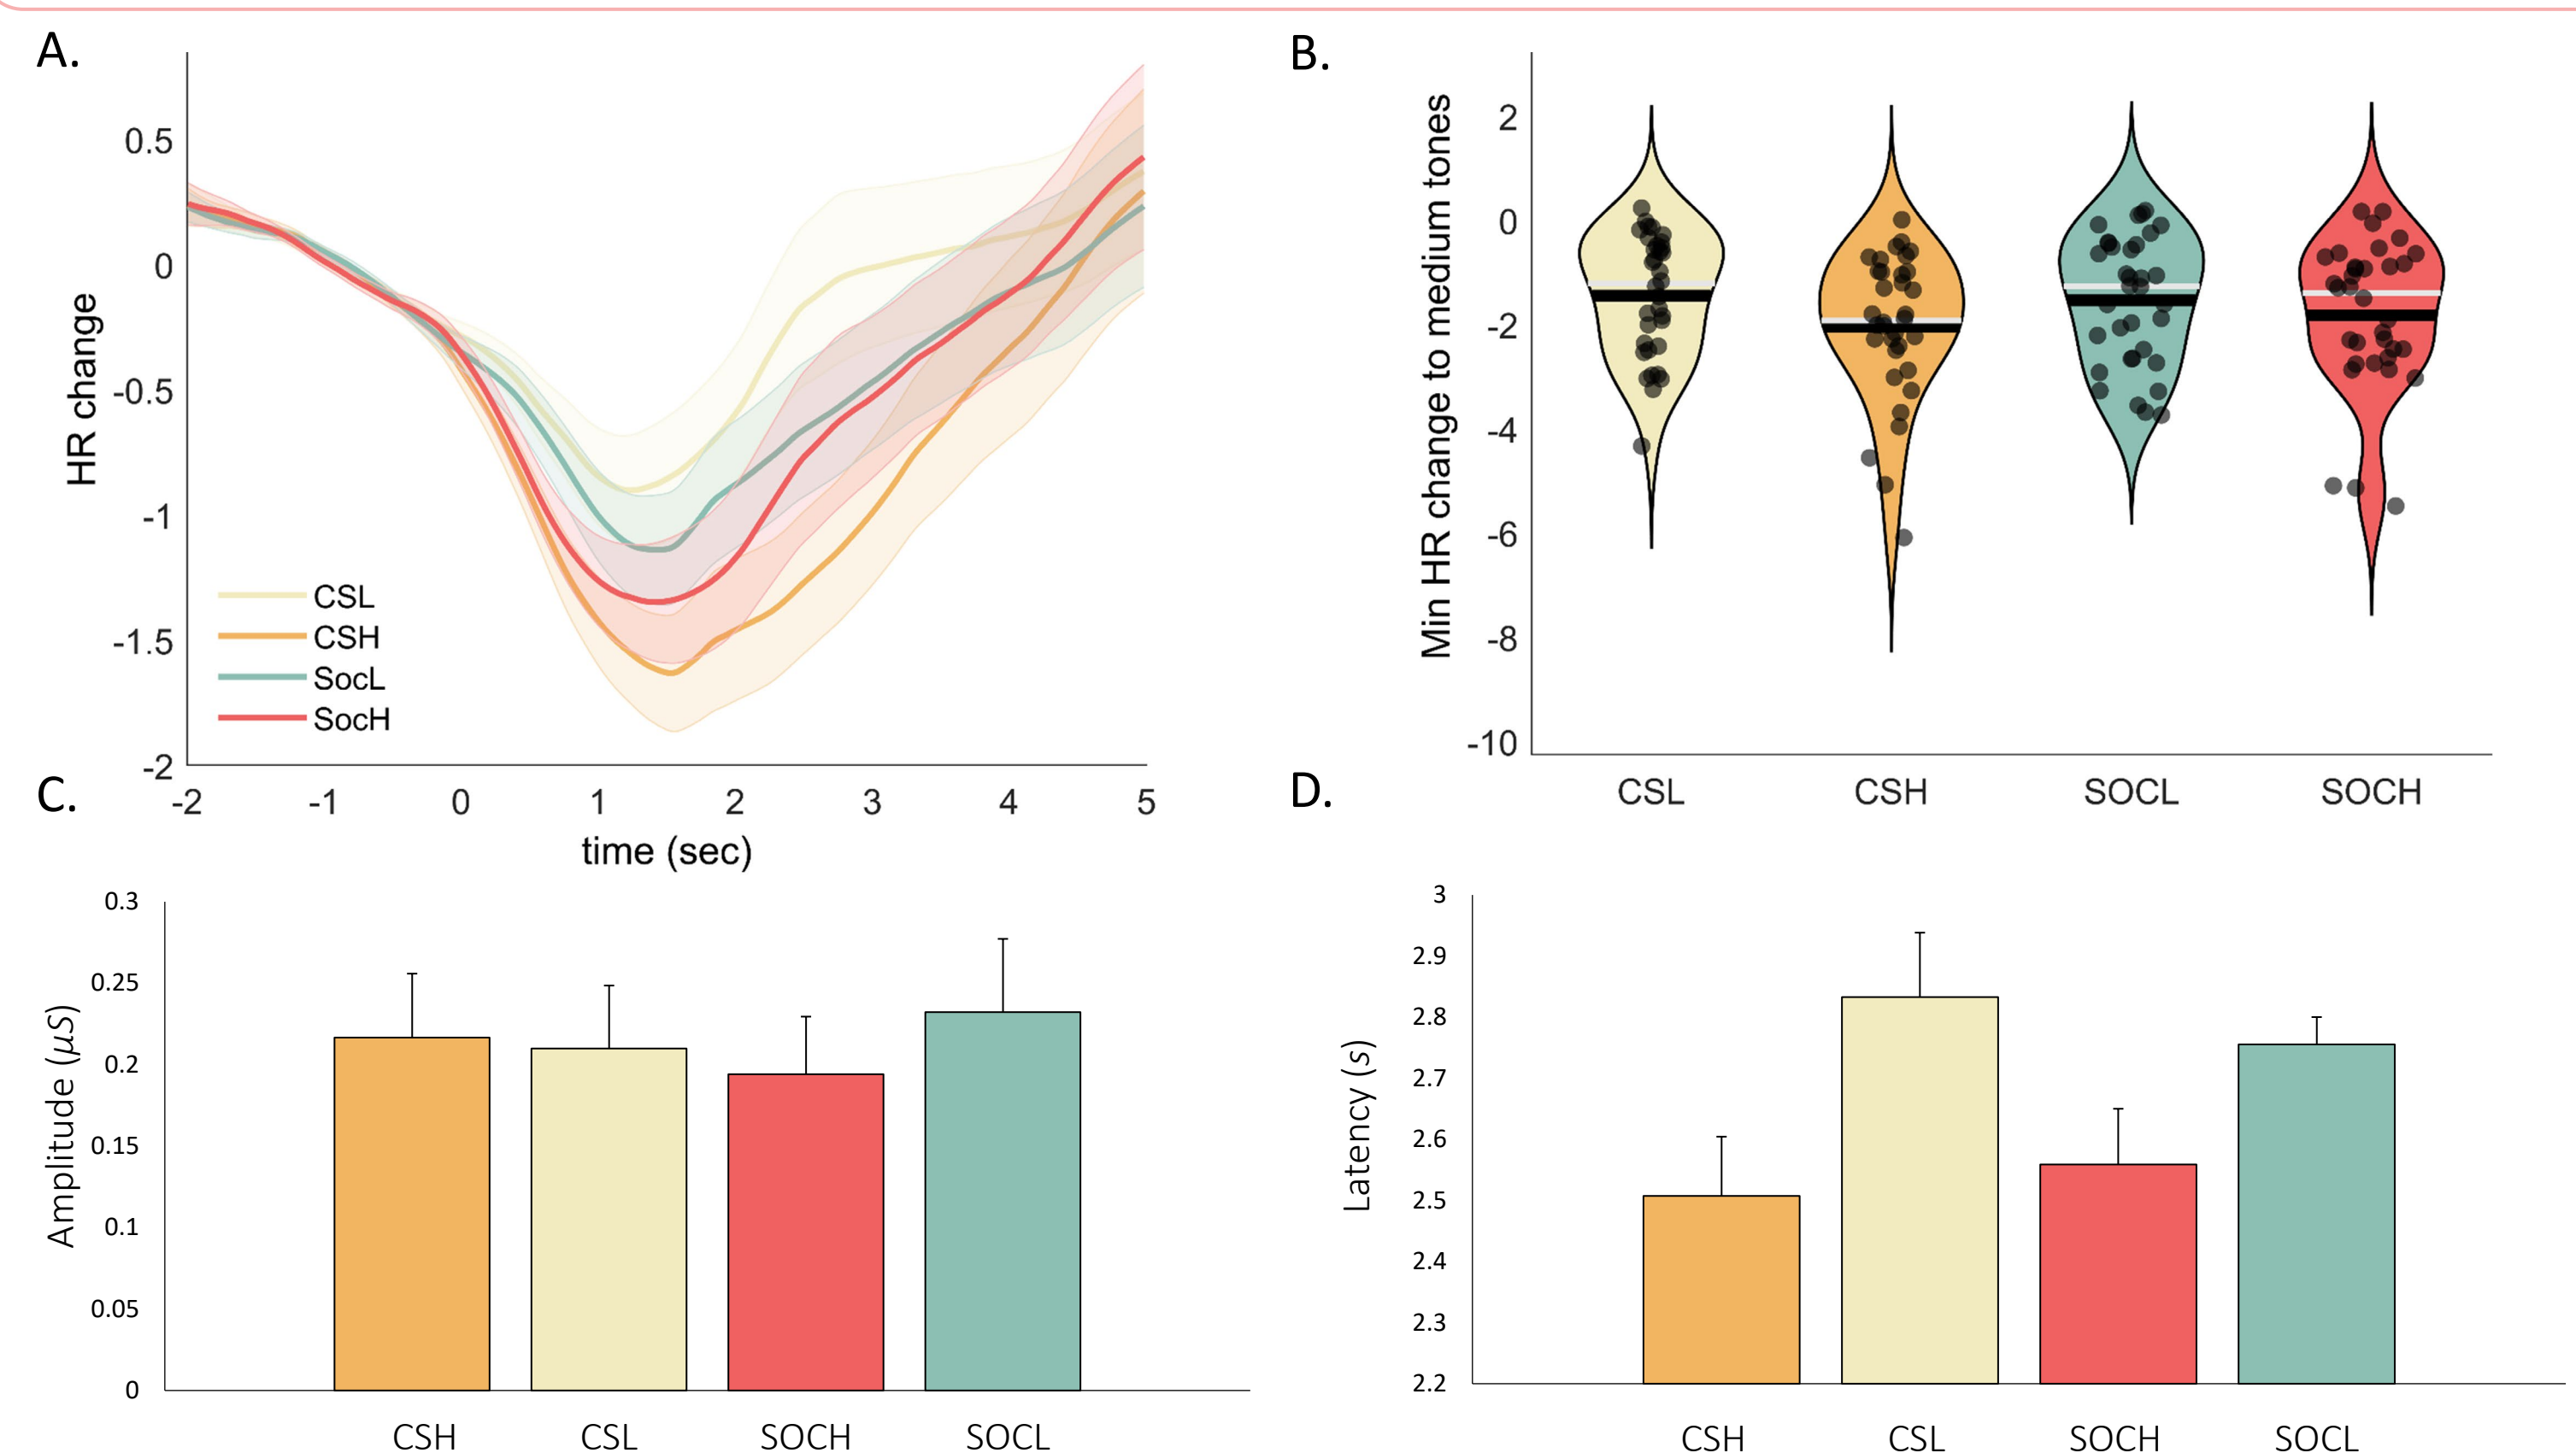 A.
HR change
0.5
0
-0.5
-1
-1.5
-2
CSL
CSH
SocL
SocH
-2 -1 0 1 2 3 4 5
time (sec)
B.
Min HR change to medium tones
2
0
-2
-4
-6
-8
-10
CSL CSH SOCL SOCH
C.
Amplitude (μS)
0.3
0.25
0.2
0.15
0.1
0.05
0
CSH CSL SOCH SOCL
D.
Latency (s)
3
2.9
2.8
2.7
2.6
2.5
2.4
2.3
2.2
CSH CSL SOCH SOCL